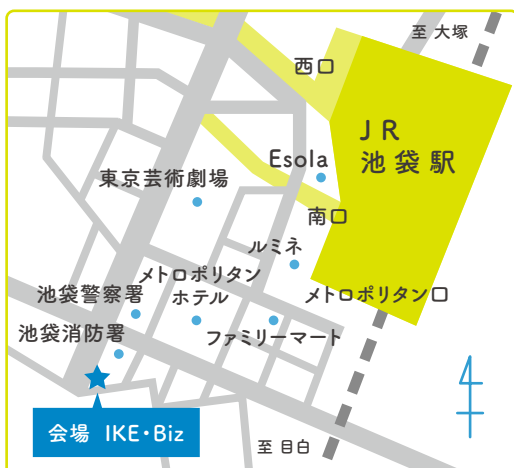 至 大塚
西口
JR
池袋駅
Esola
東京芸術劇場
南口
ルミネ
メトロポリタン
ホテル
メトロポリタン口
池袋警察署
池袋消防署
ファミリーマート
会場 IKE・Biz
至 目白